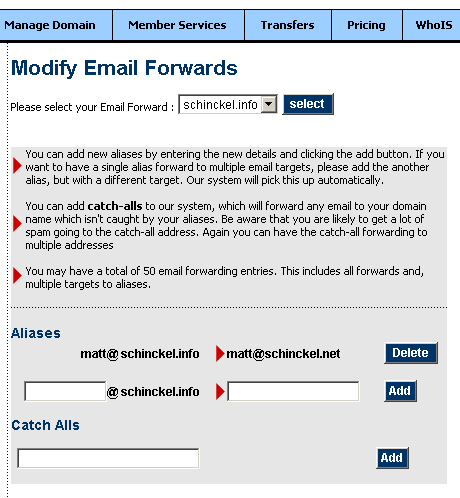 Manage Domain Member Services Transfers Pricing WhoIS
Modify Email Forwards
Please select your Email Forward : schinckel.info select
You can add new aliases by entering the new details and clicking the add button. If you
want to have a single alias forward to multiple email targets, please add the another
alias, but with a different target. Our system will pick this up automatically.
You can add catch-alls to our system, which will forward any email to your domain
name which isn't caught by your aliases. Be aware that you are likely to get a lot of
spam going to the catch-all address. Again you can have the catch-all forwarding to
multiple addresses
You may have a total of 50 email forwarding entries. This includes all forwards and,
multiple targets to aliases.
Aliases
matt@schinckel.info matt@schinckel.net Delete
@schinckel.info Add
Catch Alls
Add